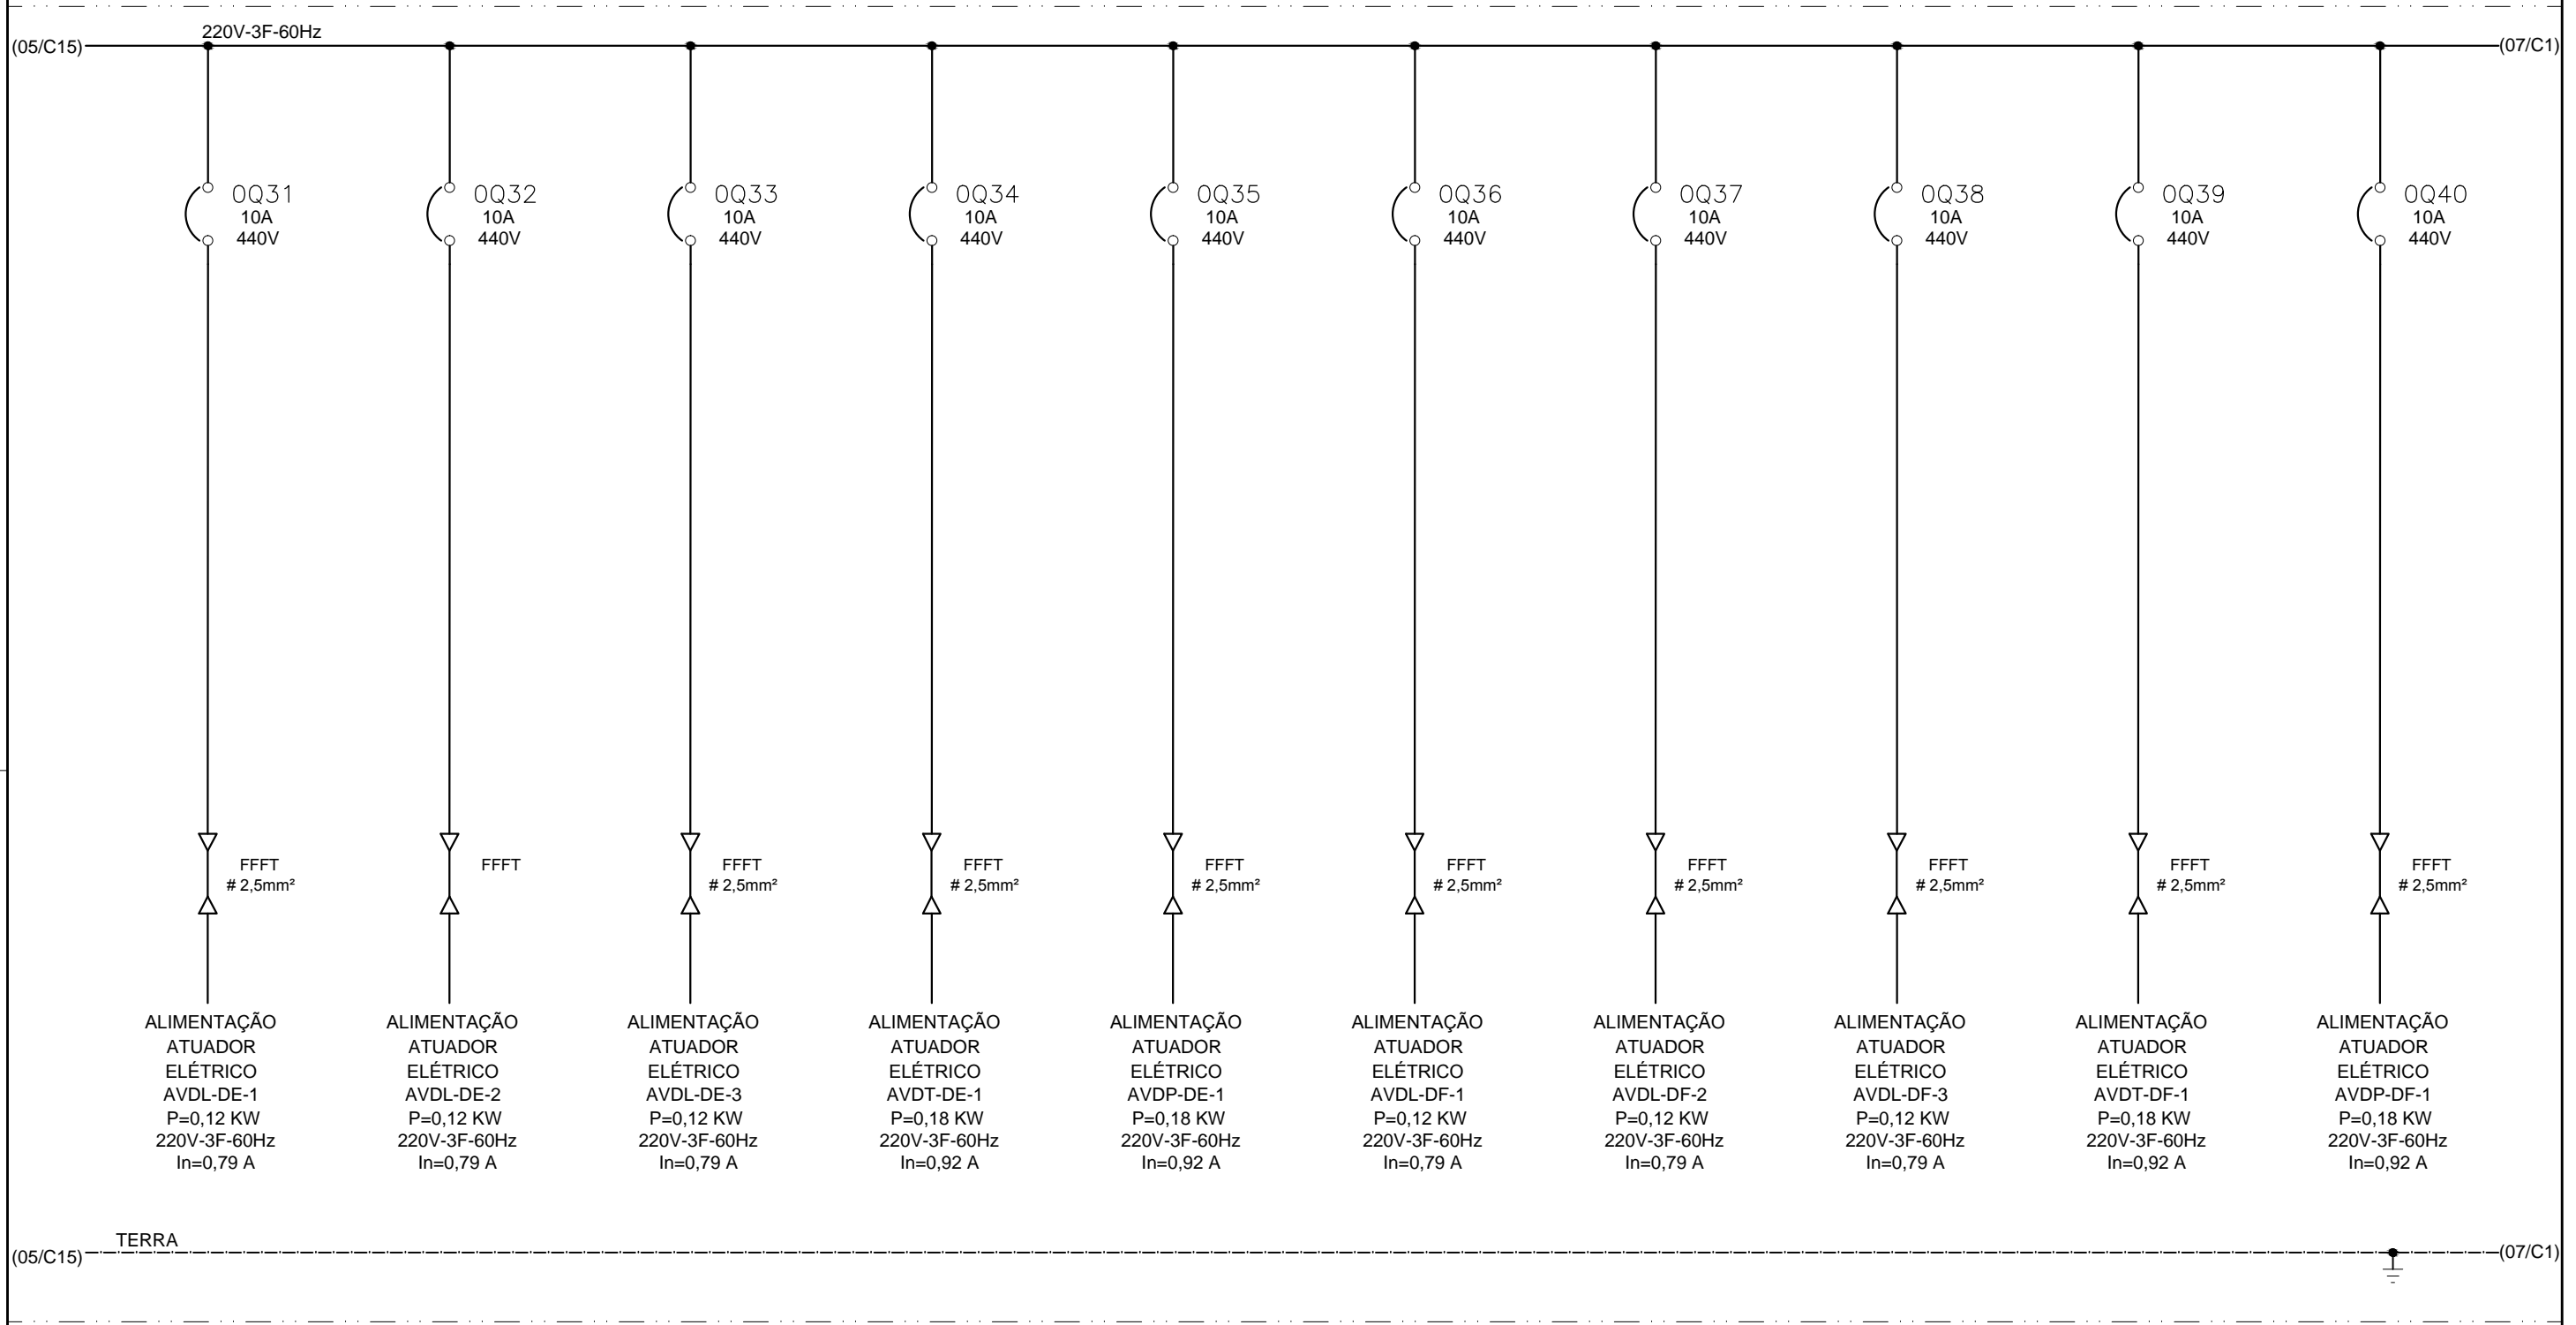 220V-3F-60Hz
(05/C15)
(07/C1)
0Q31
10A
440V
0Q32
10A
440V
0Q33
10A
440V
0Q34
10A
440V
0Q35
10A
440V
0Q36
10A
440V
0Q37
10A
440V
0Q38
10A
440V
0Q39
10A
440V
0Q40
10A
440V
FFFT
# 2,5mm²
FFFT
FFFT
# 2,5mm²
FFFT
# 2,5mm²
FFFT
# 2,5mm²
FFFT
# 2,5mm²
FFFT
# 2,5mm²
FFFT
# 2,5mm²
FFFT
# 2,5mm²
FFFT
# 2,5mm²
ALIMENTAÇÃO
ATUADOR
ELÉTRICO
AVDL-DE-1
P=0,12 KW
220V-3F-60Hz
In=0,79 A
ALIMENTAÇÃO
ATUADOR
ELÉTRICO
AVDL-DE-2
P=0,12 KW
220V-3F-60Hz
In=0,79 A
ALIMENTAÇÃO
ATUADOR
ELÉTRICO
AVDL-DE-3
P=0,12 KW
220V-3F-60Hz
In=0,79 A
ALIMENTAÇÃO
ATUADOR
ELÉTRICO
AVDT-DE-1
P=0,18 KW
220V-3F-60Hz
In=0,92 A
ALIMENTAÇÃO
ATUADOR
ELÉTRICO
AVDP-DE-1
P=0,18 KW
220V-3F-60Hz
In=0,92 A
ALIMENTAÇÃO
ATUADOR
ELÉTRICO
AVDL-DF-1
P=0,12 KW
220V-3F-60Hz
In=0,79 A
ALIMENTAÇÃO
ATUADOR
ELÉTRICO
AVDL-DF-2
P=0,12 KW
220V-3F-60Hz
In=0,79 A
ALIMENTAÇÃO
ATUADOR
ELÉTRICO
AVDL-DF-3
P=0,12 KW
220V-3F-60Hz
In=0,79 A
ALIMENTAÇÃO
ATUADOR
ELÉTRICO
AVDT-DF-1
P=0,18 KW
220V-3F-60Hz
In=0,92 A
ALIMENTAÇÃO
ATUADOR
ELÉTRICO
AVDP-DF-1
P=0,18 KW
220V-3F-60Hz
In=0,92 A
TERRA
(05/C15)
(07/C1)